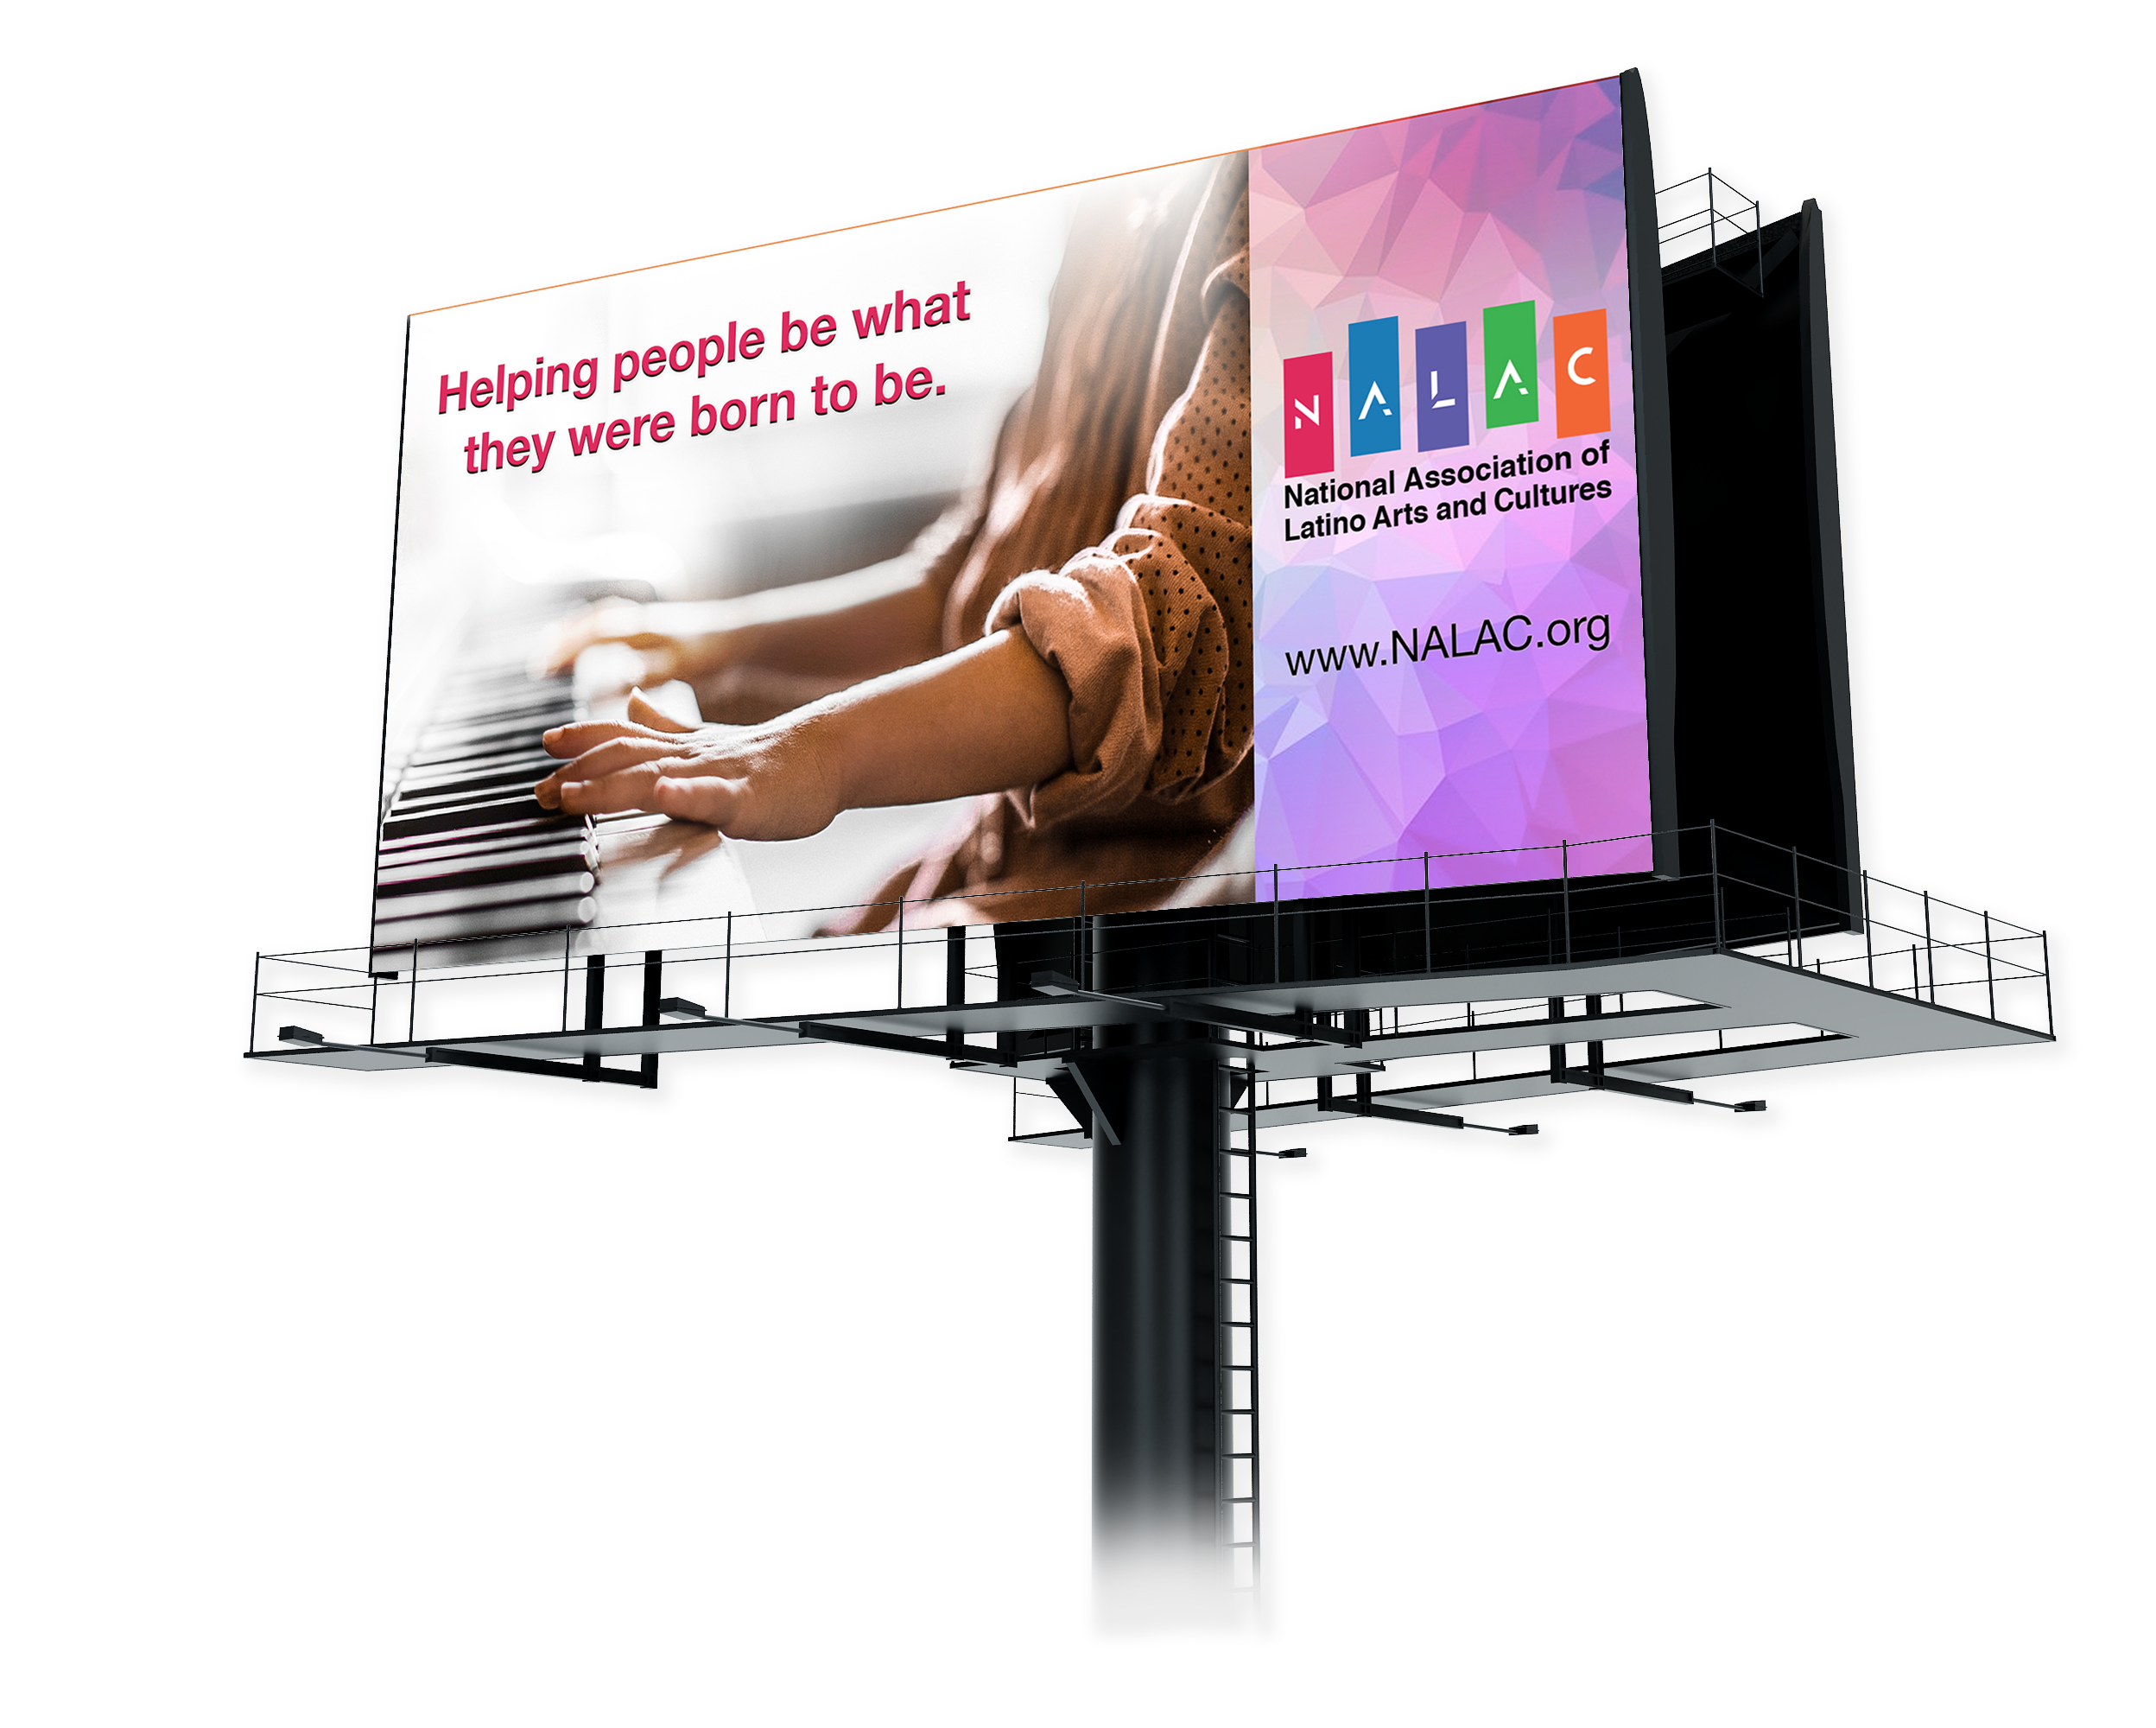 Helping people be what
they were born to be.
NALAC
National Association of
Latino Arts and Cultures
www.NALAC.org